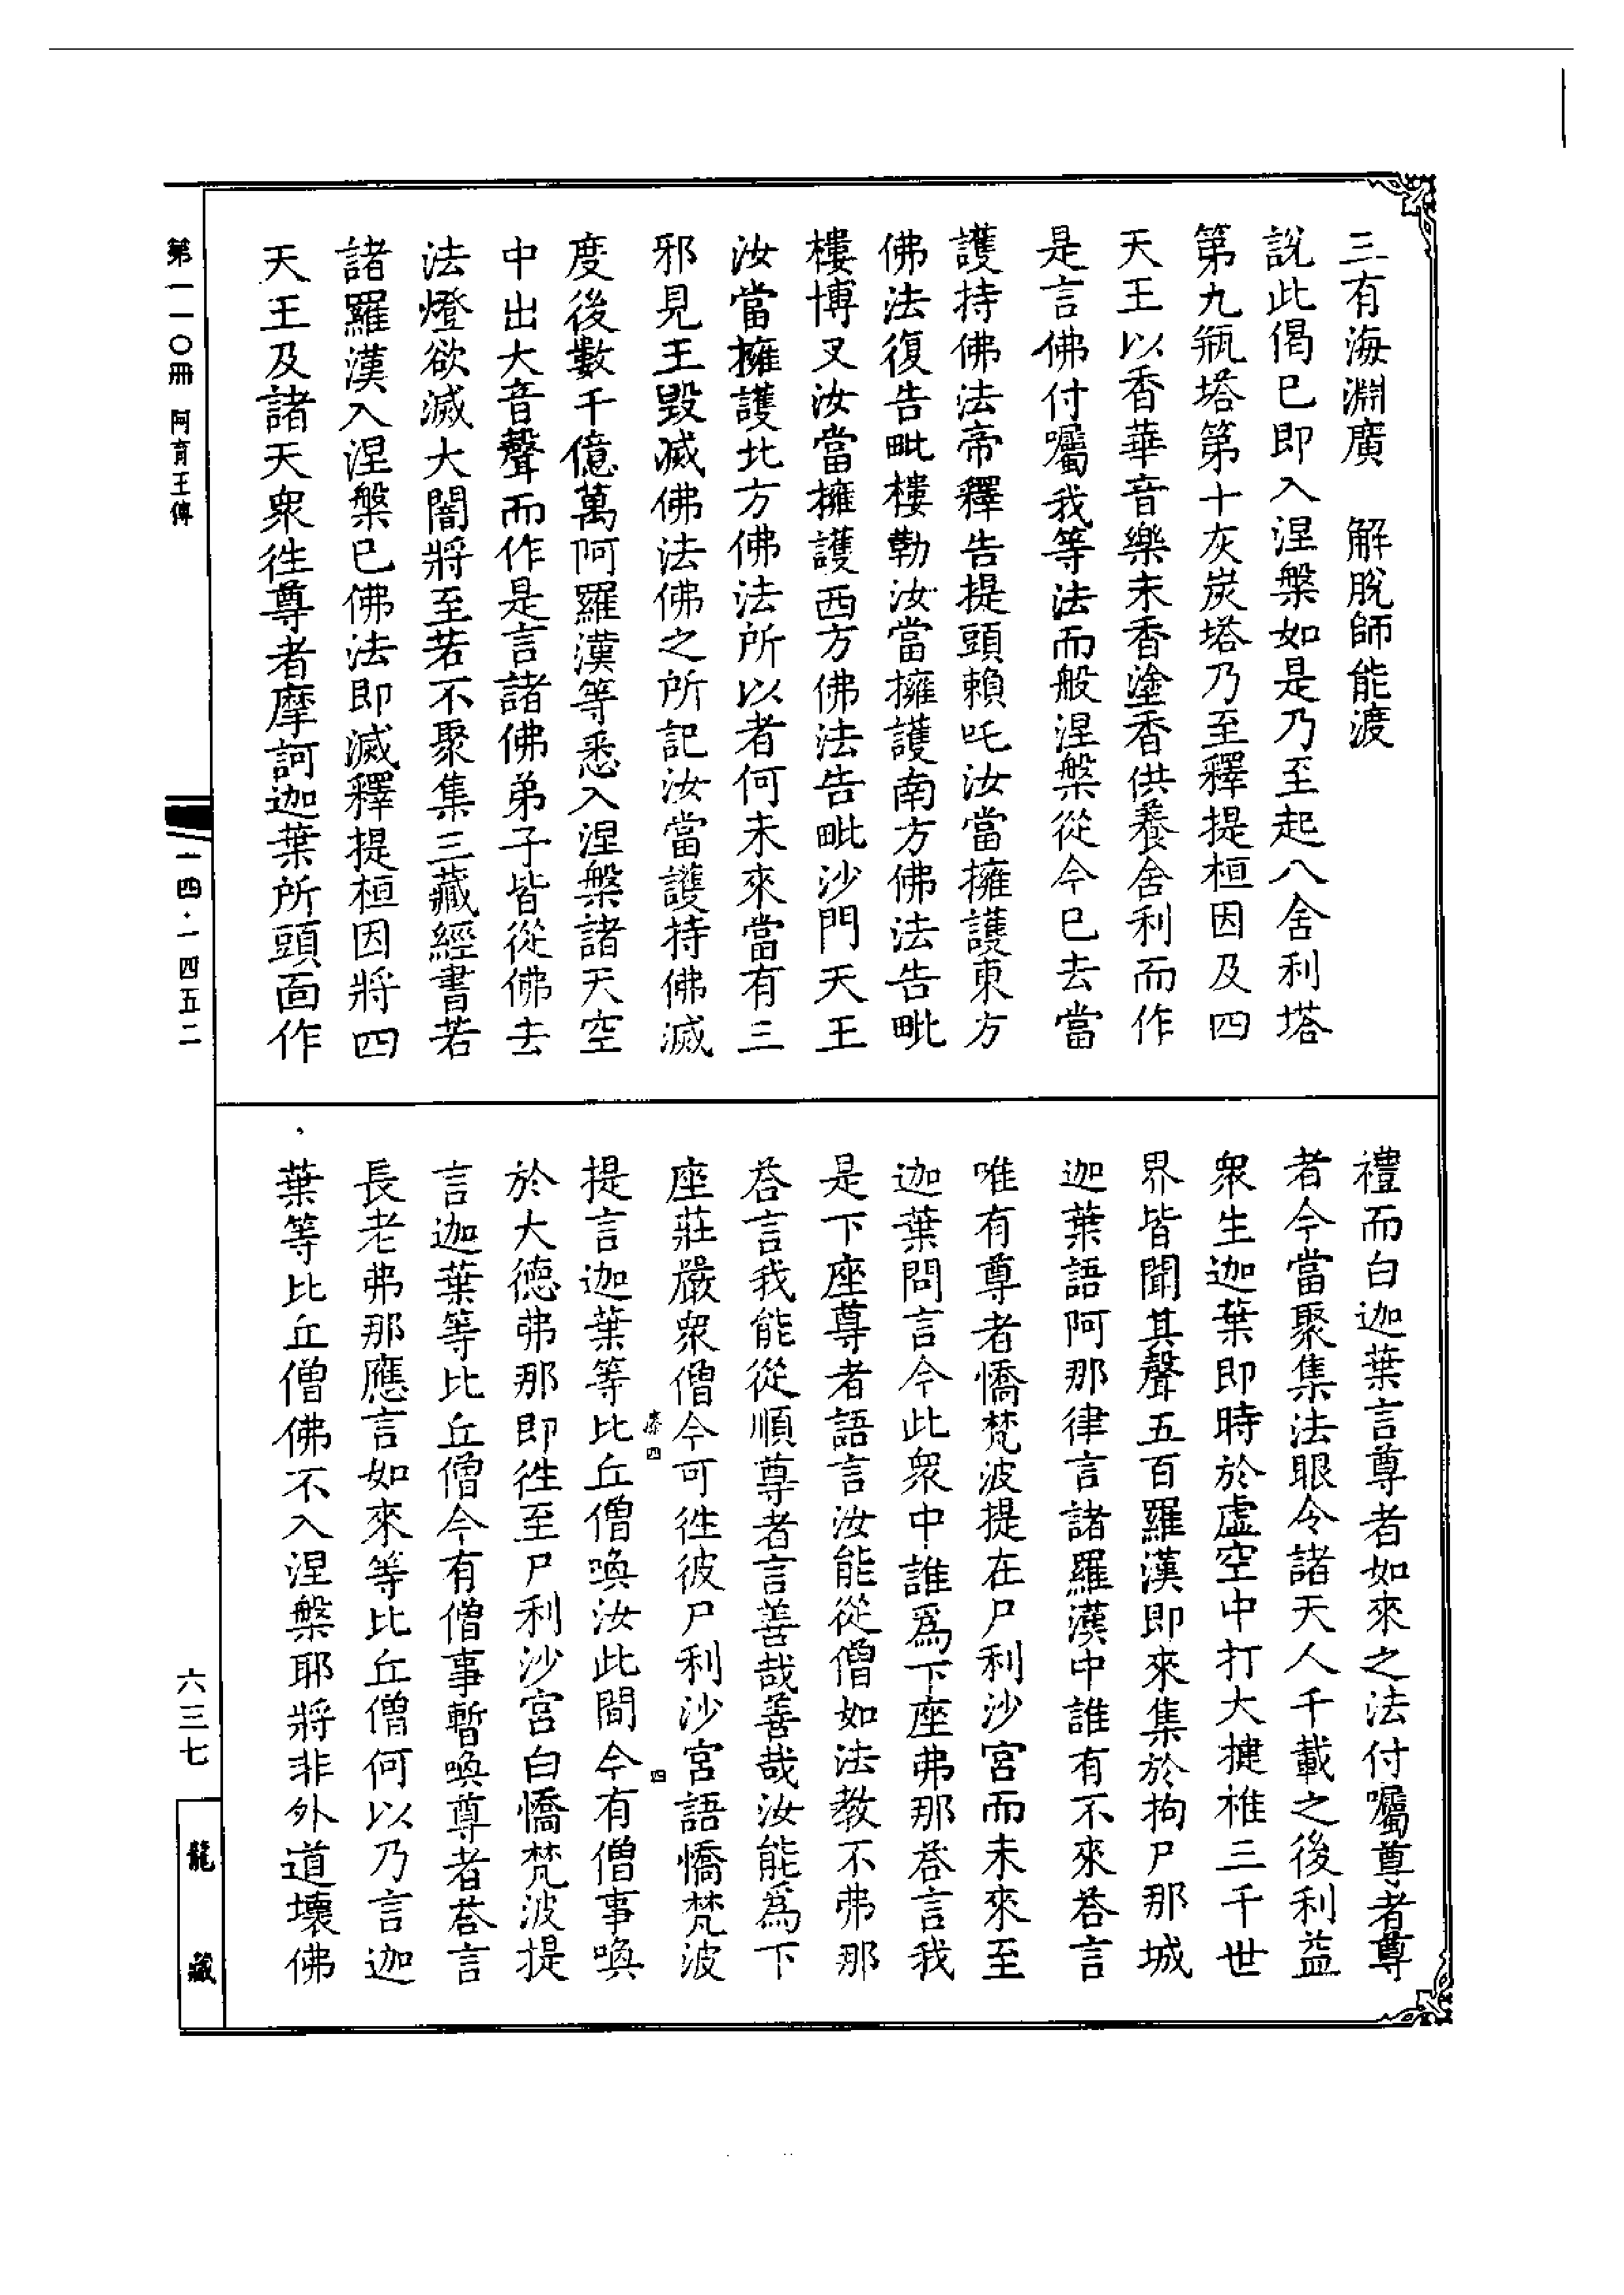 三有海淵廣　解脫師能渡
說此偈已即入涅槃如是乃至起八舍利塔
第九瓶塔第十灰炭塔乃至釋提桓因及四
天王以香華音樂末香塗香供養舍利而作
是言佛付囑我等法而般涅槃從今已去當
護持佛法帝釋告提頭賴吒汝當擁護東方
佛法復告毗樓勒汝當擁護南方佛法告毗
樓博叉汝當擁護西方佛法告毗沙門天王
汝當擁護北方佛法所以者何未來當有三
邪見王毀滅佛法佛之所記汝當護持佛滅
度後數千億萬阿羅漢等悉入涅槃諸天空
中出大音聲而作是言諸佛弟子皆從佛去
法燈欲滅大闇將至若不聚集三藏經書若
諸羅漢入涅槃已佛法即滅釋提桓因將四
天王及諸天衆往尊者摩訶迦葉所頭面作
禮而白迦葉言尊者如來之法付囑尊者尊
者今當聚集法眼令諸天人千載之後利益
衆生迦葉即時於虛空中打大揵椎三千世
界皆聞其聲五百羅漢即來集於拘尸那城
迦葉語阿那律言諸羅漢中誰有不來荅言
唯有尊者憍梵波提在尸利沙宮而未來至
迦葉問言今此衆中誰爲下座弗那荅言我
是下座尊者語言汝能從僧如法教不弗那
荅言我能從順尊者言善哉善哉汝能爲下
座莊嚴衆僧今可往彼尸利沙宮語憍梵波
提言迦葉等比丘僧喚汝此間今有僧事喚
於大德弗那即往至尸利沙宮白憍梵波提
言迦葉等比丘僧今有僧事暫喚尊者荅言
長老弗那應言如來等比丘僧何以乃言迦
葉等比丘僧佛不入涅槃耶將非外道壞佛
四
四
第一一〇冊　阿育王傳
一四·一四五二
六三七
龍藏